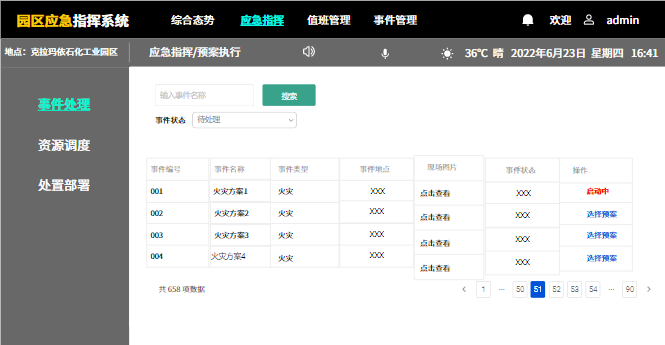 园区应急指挥系统 综合态势 应急指挥 值班管理 事件管理 欢迎 admin
地点：克拉玛依石化工业园区 应急指挥/预案执行 36℃ 晴 2022年6月23日 星期四 16:41
事件处理
资源调度
处置部署
输入事件名称 搜索
事件状态 待处理
事件编号 事件名称 事件类型 事件地点 现场图片 事件状态 操作
001 火灾方案1 火灾 XXX 点击查看 XXX 启动中
002 火灾方案2 火灾 XXX 点击查看 XXX 选择预案
003 火灾方案3 火灾 XXX 点击查看 XXX 选择预案
004 火灾方案4 火灾 XXX 点击查看 XXX 选择预案
共 658 项数据 < 1 ··· 50 51 52 53 54 ··· 90 >